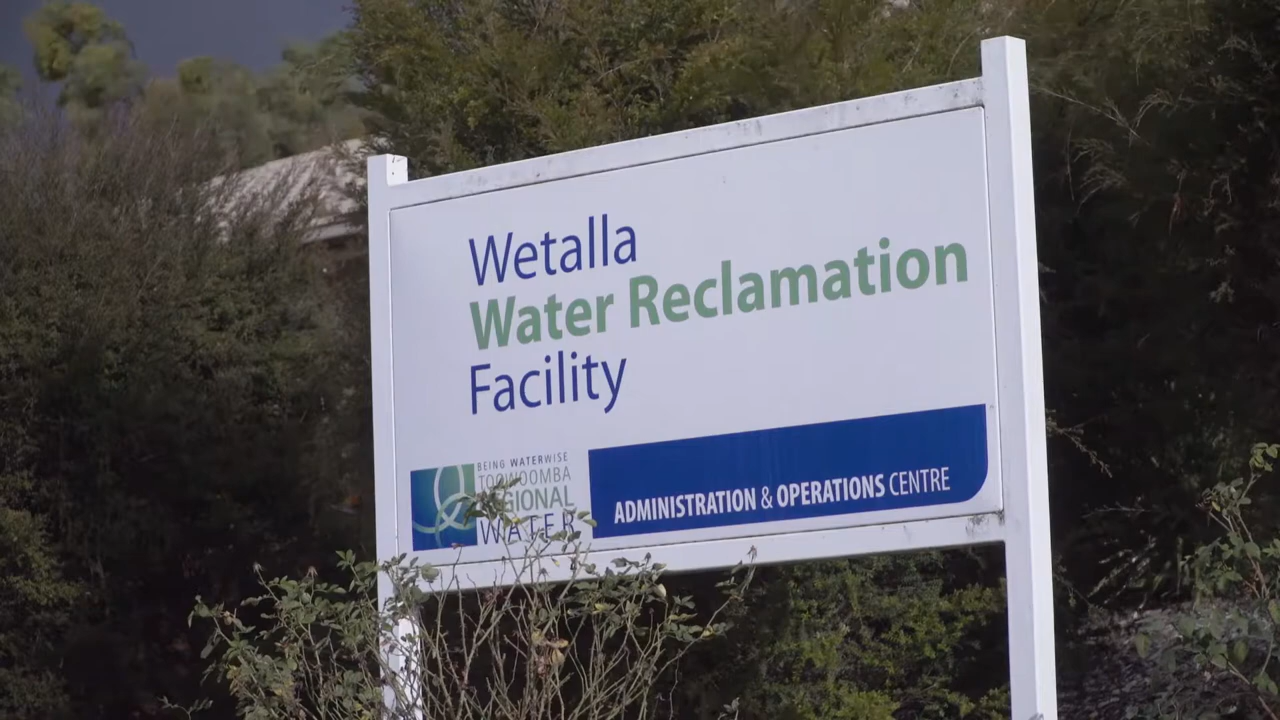 Wetalla
Water Reclamation
Facility
BEING WATERWISE
TOOWOOMBA
REGIONAL
WATER
ADMINISTRATION & OPERATIONS CENTRE